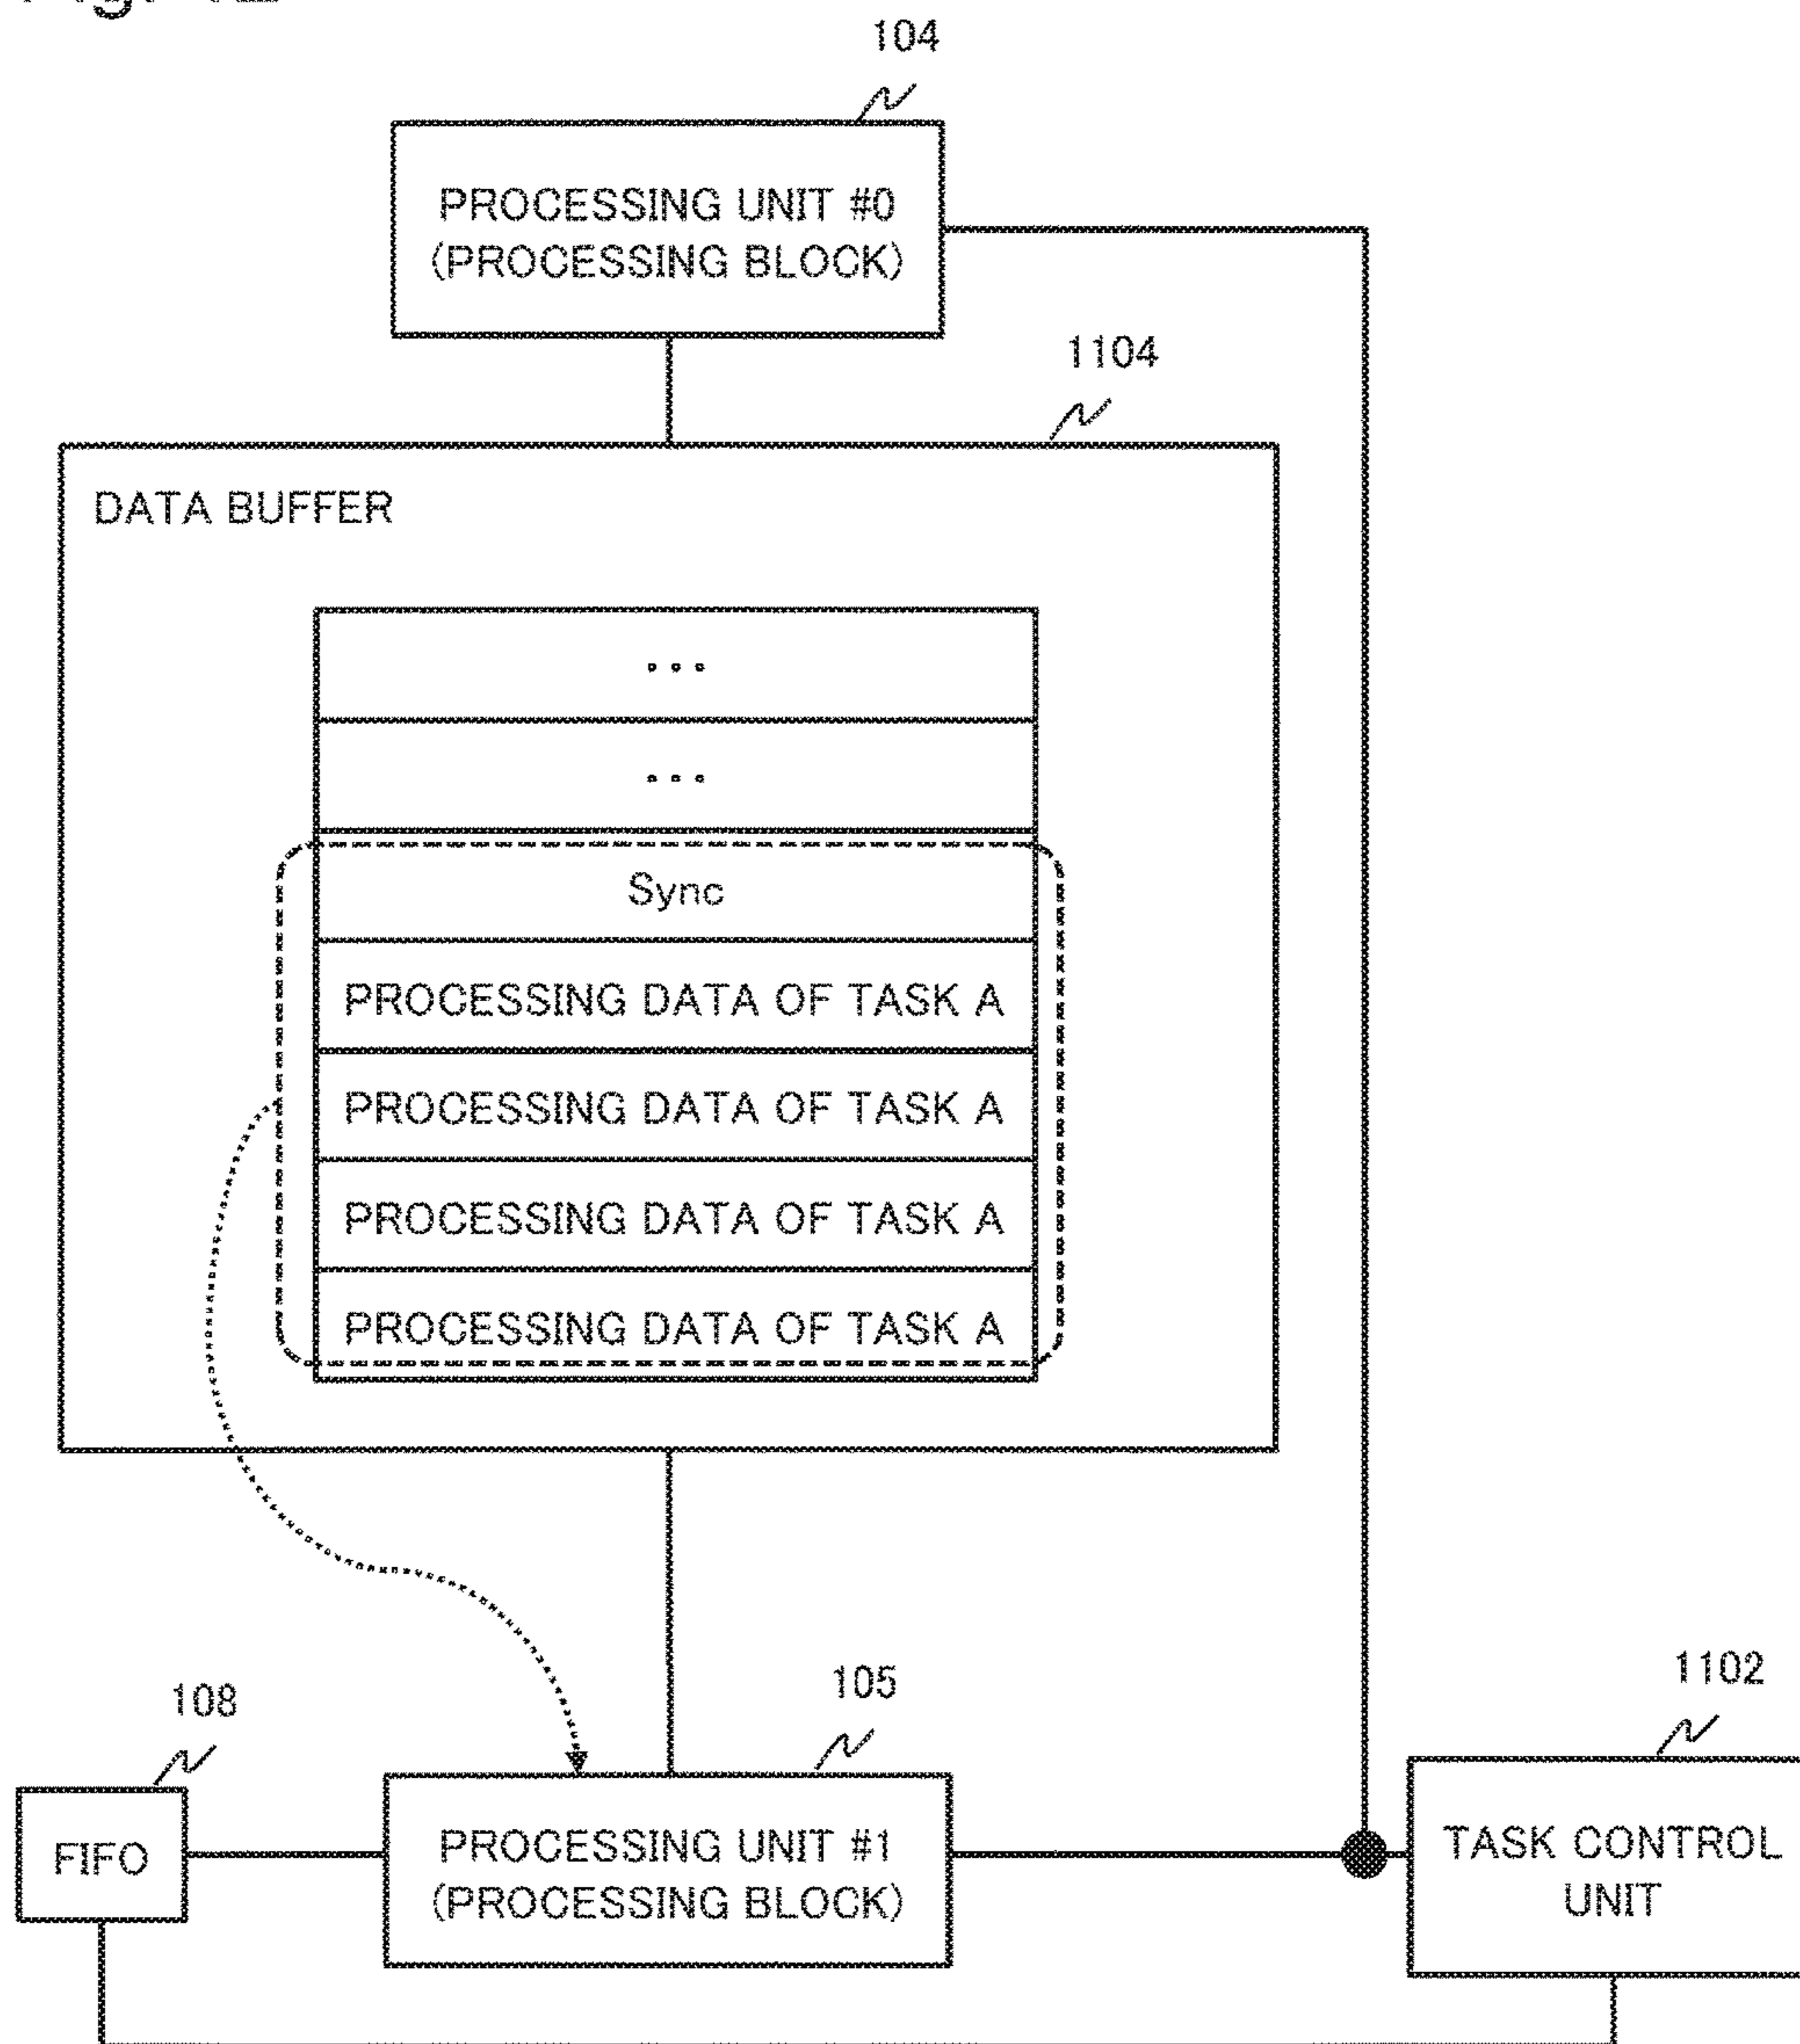 104
PROCESSING UNIT #0
(PROCESSING BLOCK)
1104
DATA BUFFER
...
...
Sync
PROCESSING DATA OF TASK A
PROCESSING DATA OF TASK A
PROCESSING DATA OF TASK A
PROCESSING DATA OF TASK A
108
105
1102
FIFO
PROCESSING UNIT #1
(PROCESSING BLOCK)
TASK CONTROL
UNIT